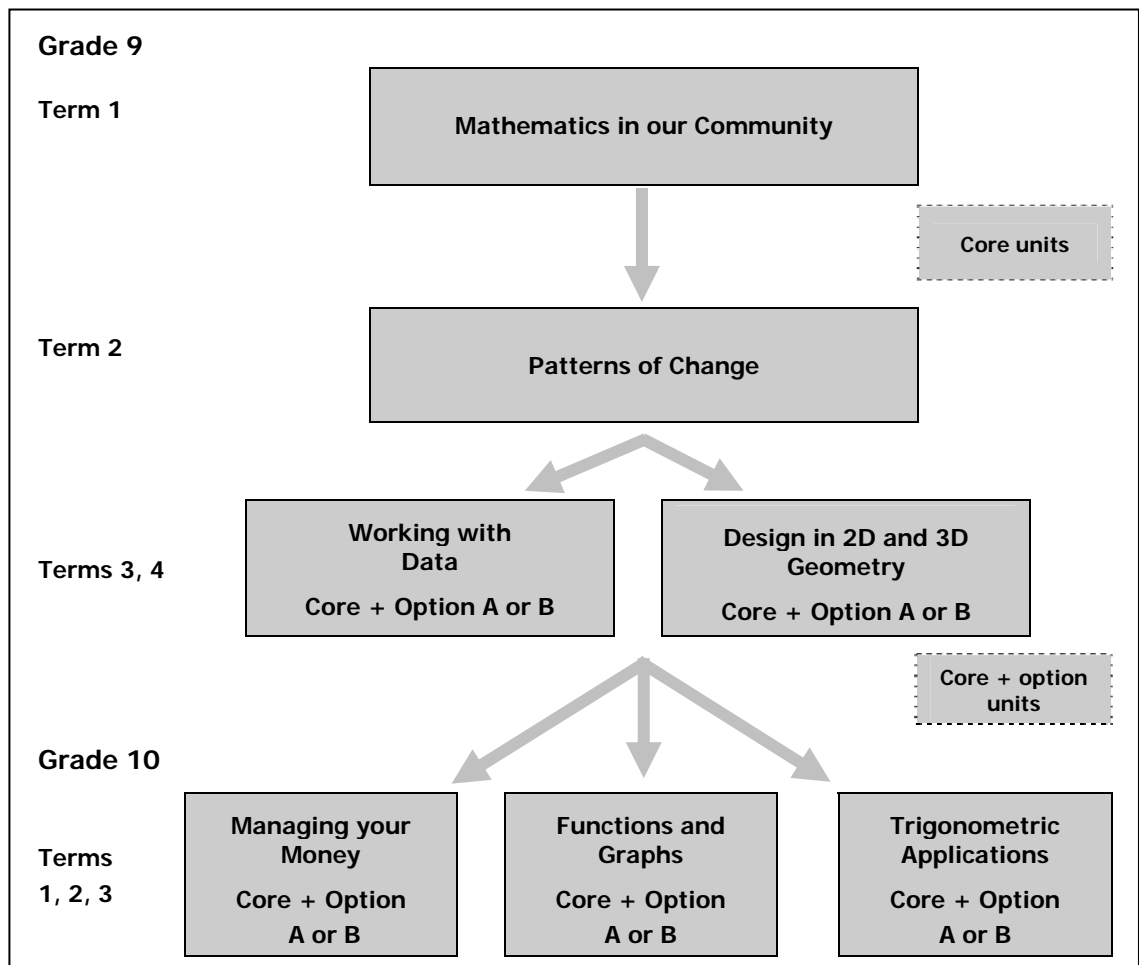 Grade 9
Term 1
Mathematics in our Community
Core units
Term 2
Patterns of Change
Terms 3, 4
Working with
Data
Core + Option A or B
Design in 2D and 3D
Geometry
Core + Option A or B
Core + option
units
Grade 10
Terms
1, 2, 3
Managing your
Money
Core + Option
A or B
Functions and
Graphs
Core + Option
A or B
Trigonometric
Applications
Core + Option
A or B